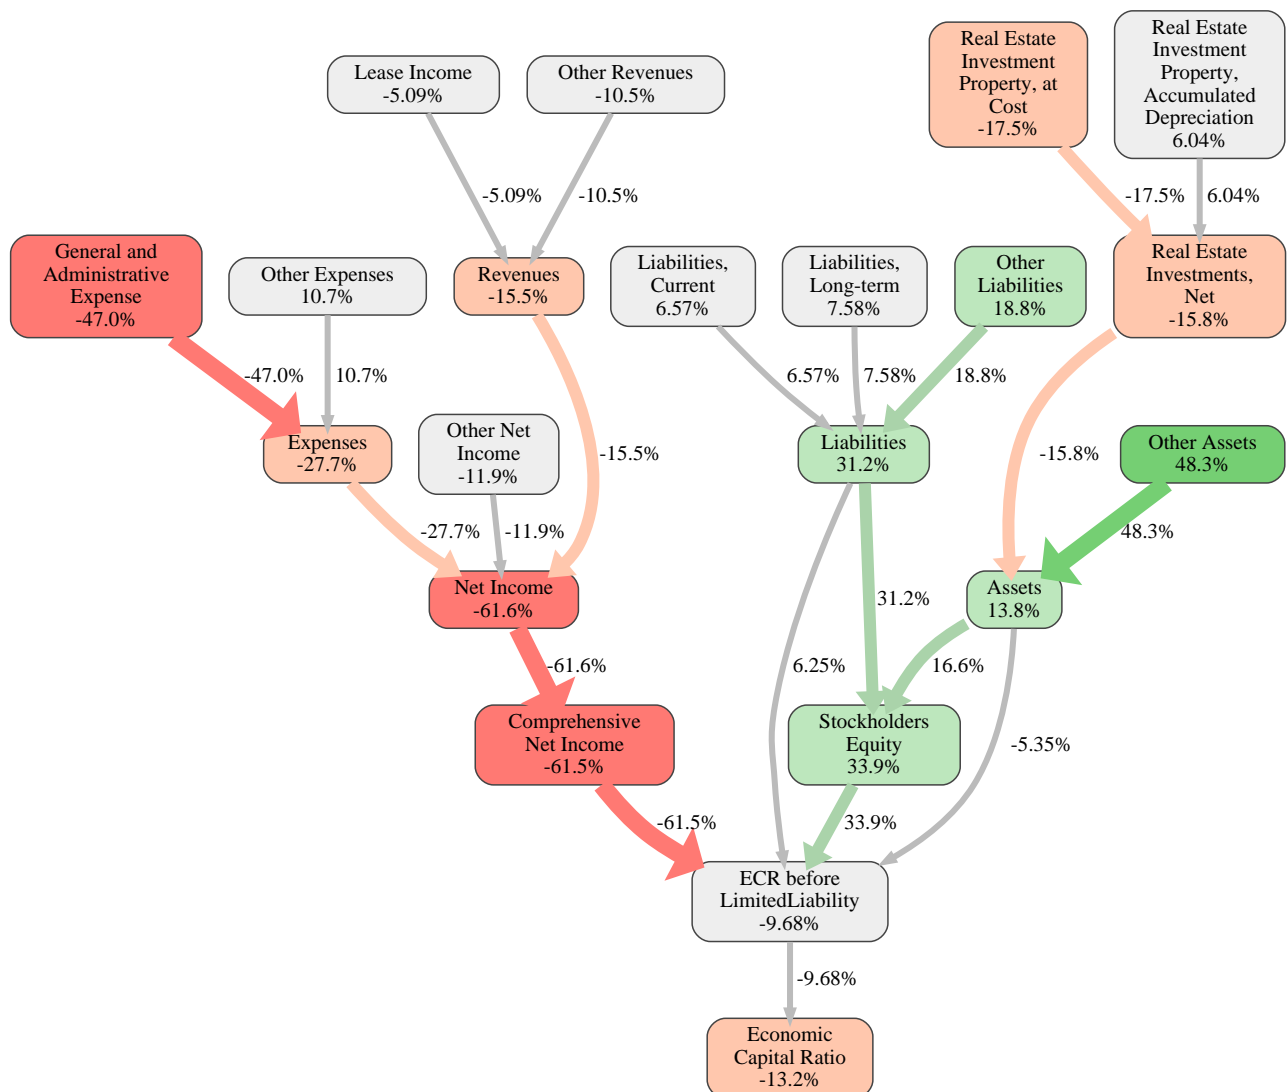 Real Estate
Investment
Property, at
Cost
-17.5%
Real Estate
Investment
Property,
Accumulated
Depreciation
6.04%
Lease Income
-5.09%
Other Revenues
-10.5%
-5.09%
-10.5%
-17.5%
6.04%
General and
Administrative
Expense
-47.0%
Other Expenses
10.7%
Revenues
-15.5%
Liabilities,
Current
6.57%
Liabilities,
Long-term
7.58%
Other
Liabilities
18.8%
Real Estate
Investments,
Net
-15.8%
-47.0%
10.7%
6.57%
7.58%
18.8%
Expenses
-27.7%
Other Net
Income
-11.9%
-15.5%
Liabilities
31.2%
-15.8%
Other Assets
48.3%
-27.7%
-11.9%
48.3%
Net Income
-61.6%
31.2%
Assets
13.8%
-61.6%
6.25%
16.6%
Comprehensive
Net Income
-61.5%
Stockholders
Equity
33.9%
-5.35%
-61.5%
33.9%
ECR before
LimitedLiability
-9.68%
-9.68%
Economic
Capital Ratio
-13.2%